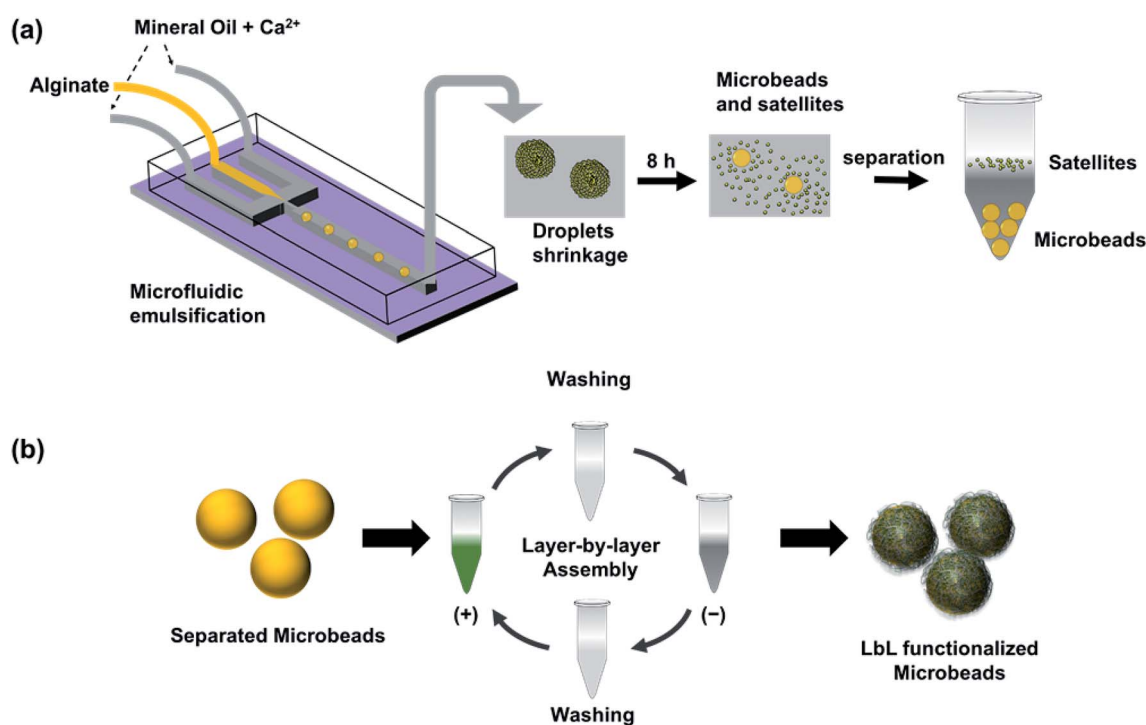 (a)
Mineral Oil + Ca²⁺
Alginate
Microfluidic
emulsification
Droplets
shrinkage
8 h
Microbeads
and satellites
separation
Satellites
Microbeads
(b)
Separated Microbeads
Washing
(+)
Layer-by-layer
Assembly
(−)
Washing
LbL functionalized
Microbeads